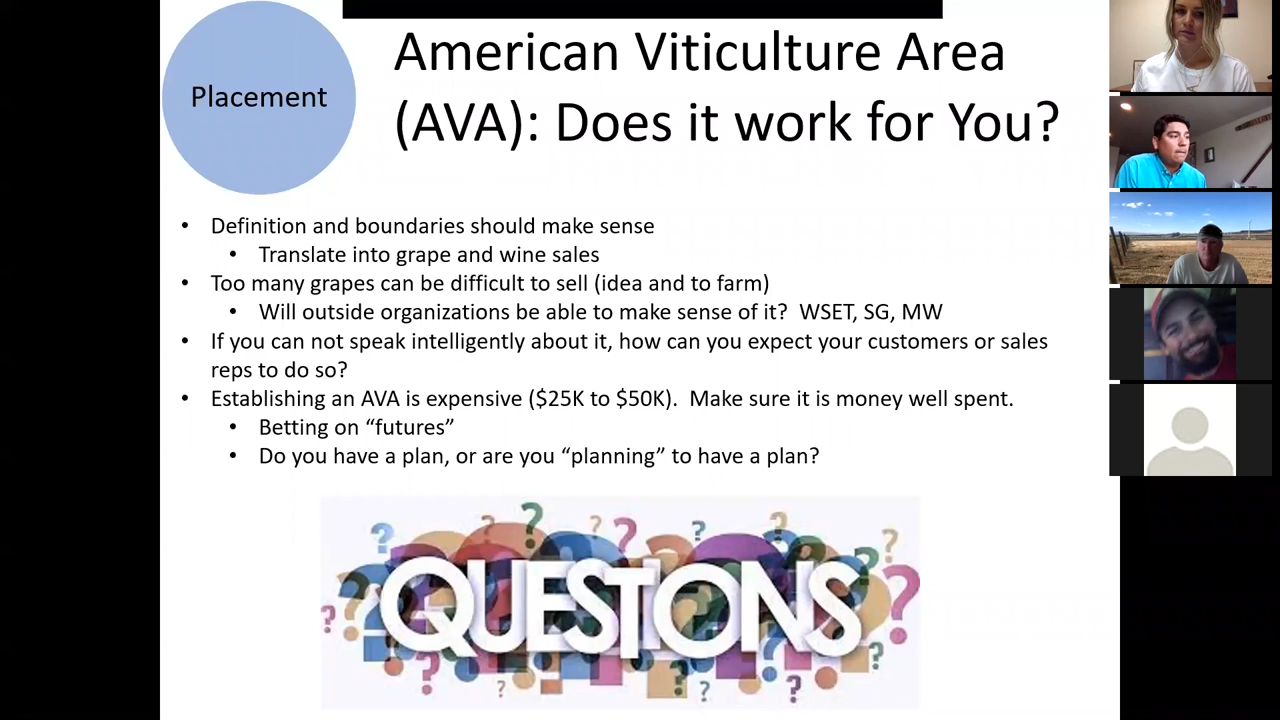 Placement
American Viticulture Area
(AVA): Does it work for You?
• Definition and boundaries should make sense
• Translate into grape and wine sales
• Too many grapes can be difficult to sell (idea and to farm)
• Will outside organizations be able to make sense of it?  WSET, SG, MW
• If you can not speak intelligently about it, how can you expect your customers or sales
reps to do so?
• Establishing an AVA is expensive ($25K to $50K).  Make sure it is money well spent.
• Betting on “futures”
• Do you have a plan, or are you “planning” to have a plan?
QUESTIONS